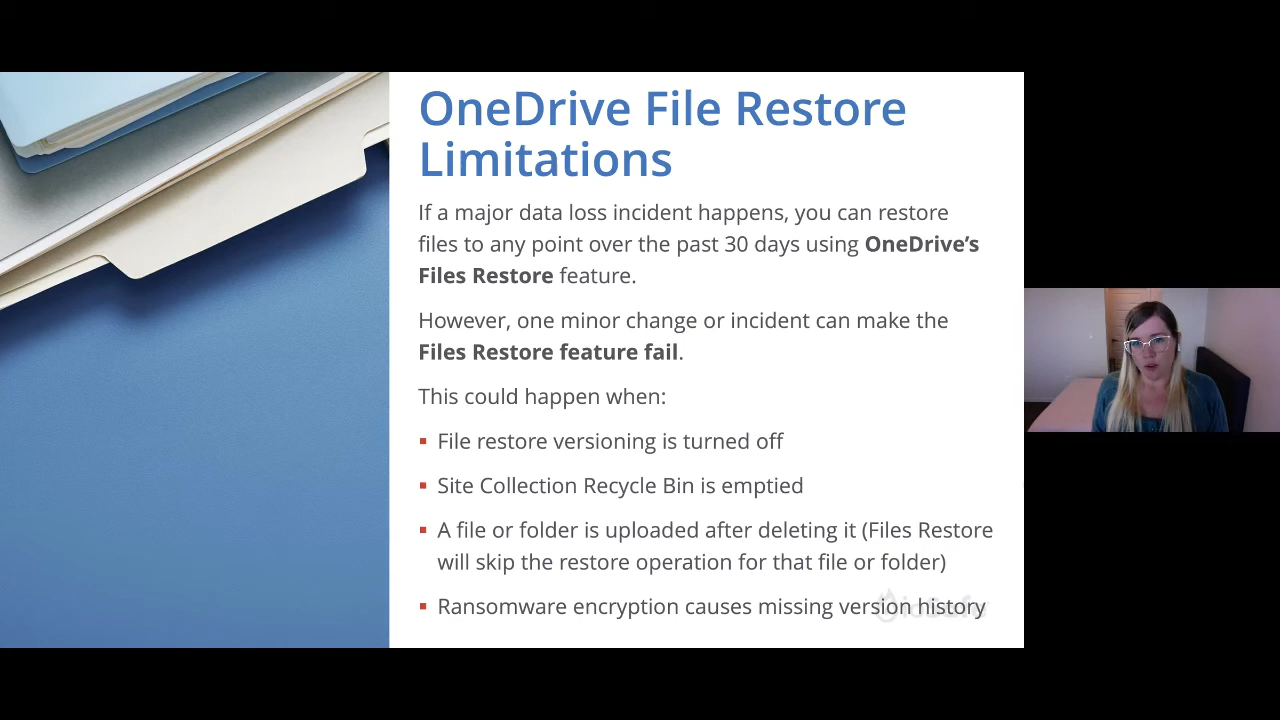 OneDrive File Restore
Limitations
If a major data loss incident happens, you can restore
files to any point over the past 30 days using OneDrive’s
Files Restore feature.
However, one minor change or incident can make the
Files Restore feature fail.
This could happen when:
▪ File restore versioning is turned off
▪ Site Collection Recycle Bin is emptied
▪ A file or folder is uploaded after deleting it (Files Restore
will skip the restore operation for that file or folder)
▪ Ransomware encryption causes missing version history